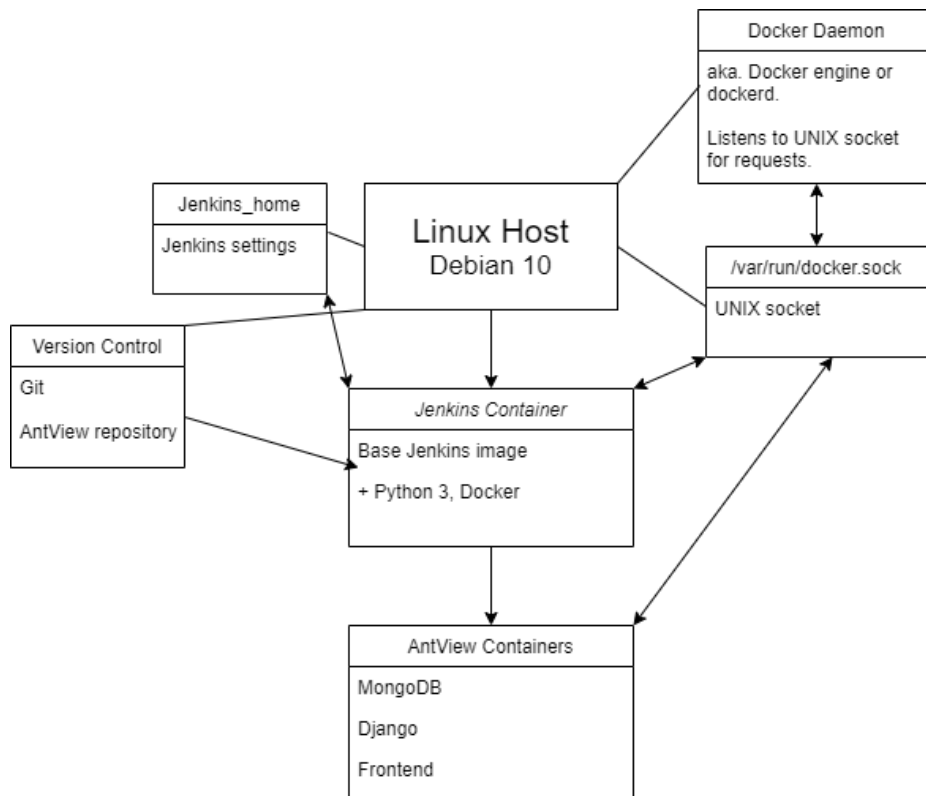 Docker Daemon
aka. Docker engine or
dockerd.
Listens to UNIX socket
for requests.
Jenkins_home
Jenkins settings
Linux Host
Debian 10
/var/run/docker.sock
UNIX socket
Version Control
Git
AntView repository
Jenkins Container
Base Jenkins image
+ Python 3, Docker
AntView Containers
MongoDB
Django
Frontend